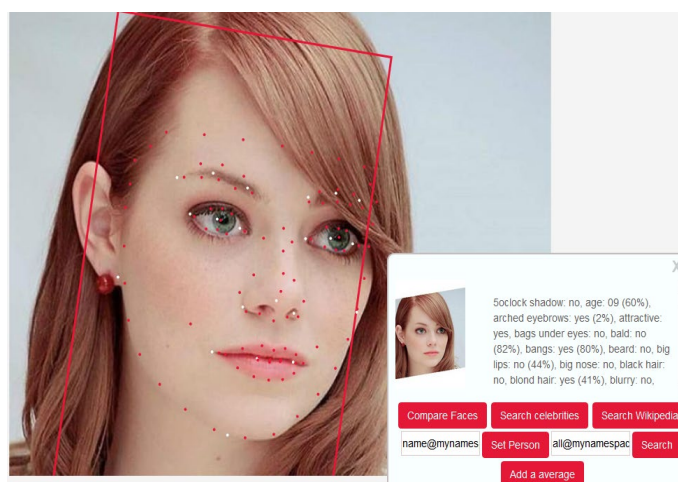 X
5oclock shadow: no, age: 09 (60%),
arched eyebrows: yes (2%), attractive:
yes, bags under eyes: no, bald: no
(82%), bangs: yes (80%), beard: no, big
lips: no (44%), big nose: no, black hair:
no, blond hair: yes (41%), blurry: no,
Compare Faces Search celebrities Search Wikipedia
name@mynames Set Person all@mynamespac Search
Add a average